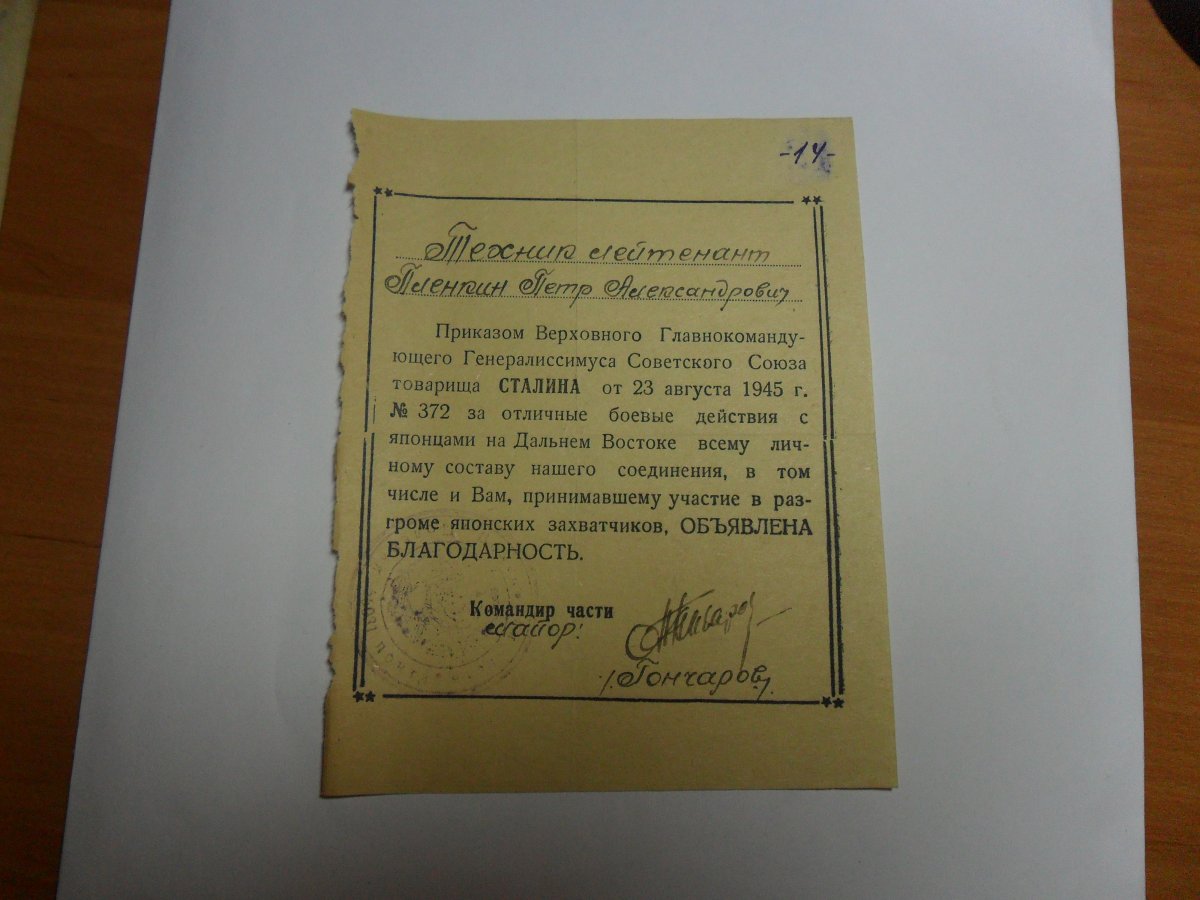 -14-
Техник лейтенант
Пленкин Петр Александрович
Приказом Верховного Главнокоманду-
ющего Генералиссимуса Советского Союза
товарища СТАЛИНА от 23 августа 1945 г.
№ 372 за отличные боевые действия с
японцами на Дальнем Востоке всему лич-
ному составу нашего соединения, в том
числе и Вам, принимавшему участие в раз-
громе японских захватчиков, ОБЪЯВЛЕНА
БЛАГОДАРНОСТЬ.
Командир части
майор:
/Гончаров/